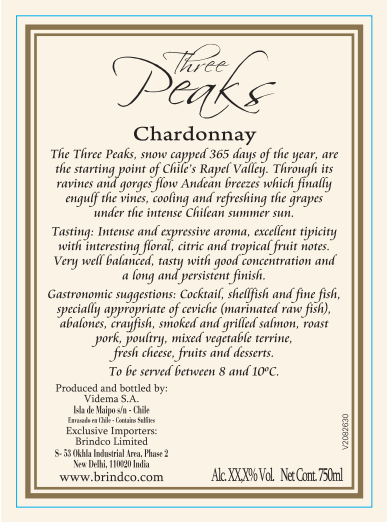 Three
Peaks
Chardonnay
The Three Peaks, snow capped 365 days of the year, are
the starting point of Chile's Rapel Valley. Through its
ravines and gorges flow Andean breezes which finally
engulf the vines, cooling and refreshing the grapes
under the intense Chilean summer sun.
Tasting: Intense and expressive aroma, excellent tipicity
with interesting floral, citric and tropical fruit notes.
Very well balanced, tasty with good concentration and
a long and persistent finish.
Gastronomic suggestions: Cocktail, shellfish and fine fish,
specially appropriate of ceviche (marinated raw fish),
abalones, crayfish, smoked and grilled salmon, roast
pork, poultry, mixed vegetable terrine,
fresh cheese, fruits and desserts.
To be served between 8 and 10ºC.
Produced and bottled by:
Videma S.A.
Isla de Maipo s/n - Chile
Envasado en Chile - Contains Sulfites
Exclusive Importers:
Brindco Limited
S- 53 Okhla Industrial Area, Phase 2
New Delhi, 110020 India
www.brindco.com
Alc. XX,X% Vol. Net Cont. 750ml
V2082630